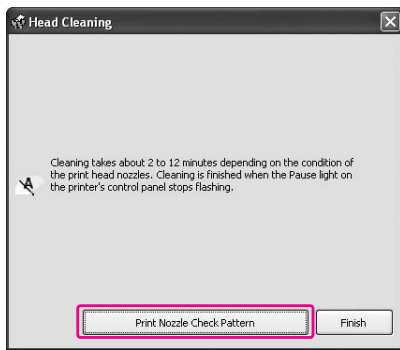 Head Cleaning
Cleaning takes about 2 to 12 minutes depending on the condition of
the print head nozzles. Cleaning is finished when the Pause light on
the printer's control panel stops flashing.
Print Nozzle Check Pattern
Finish